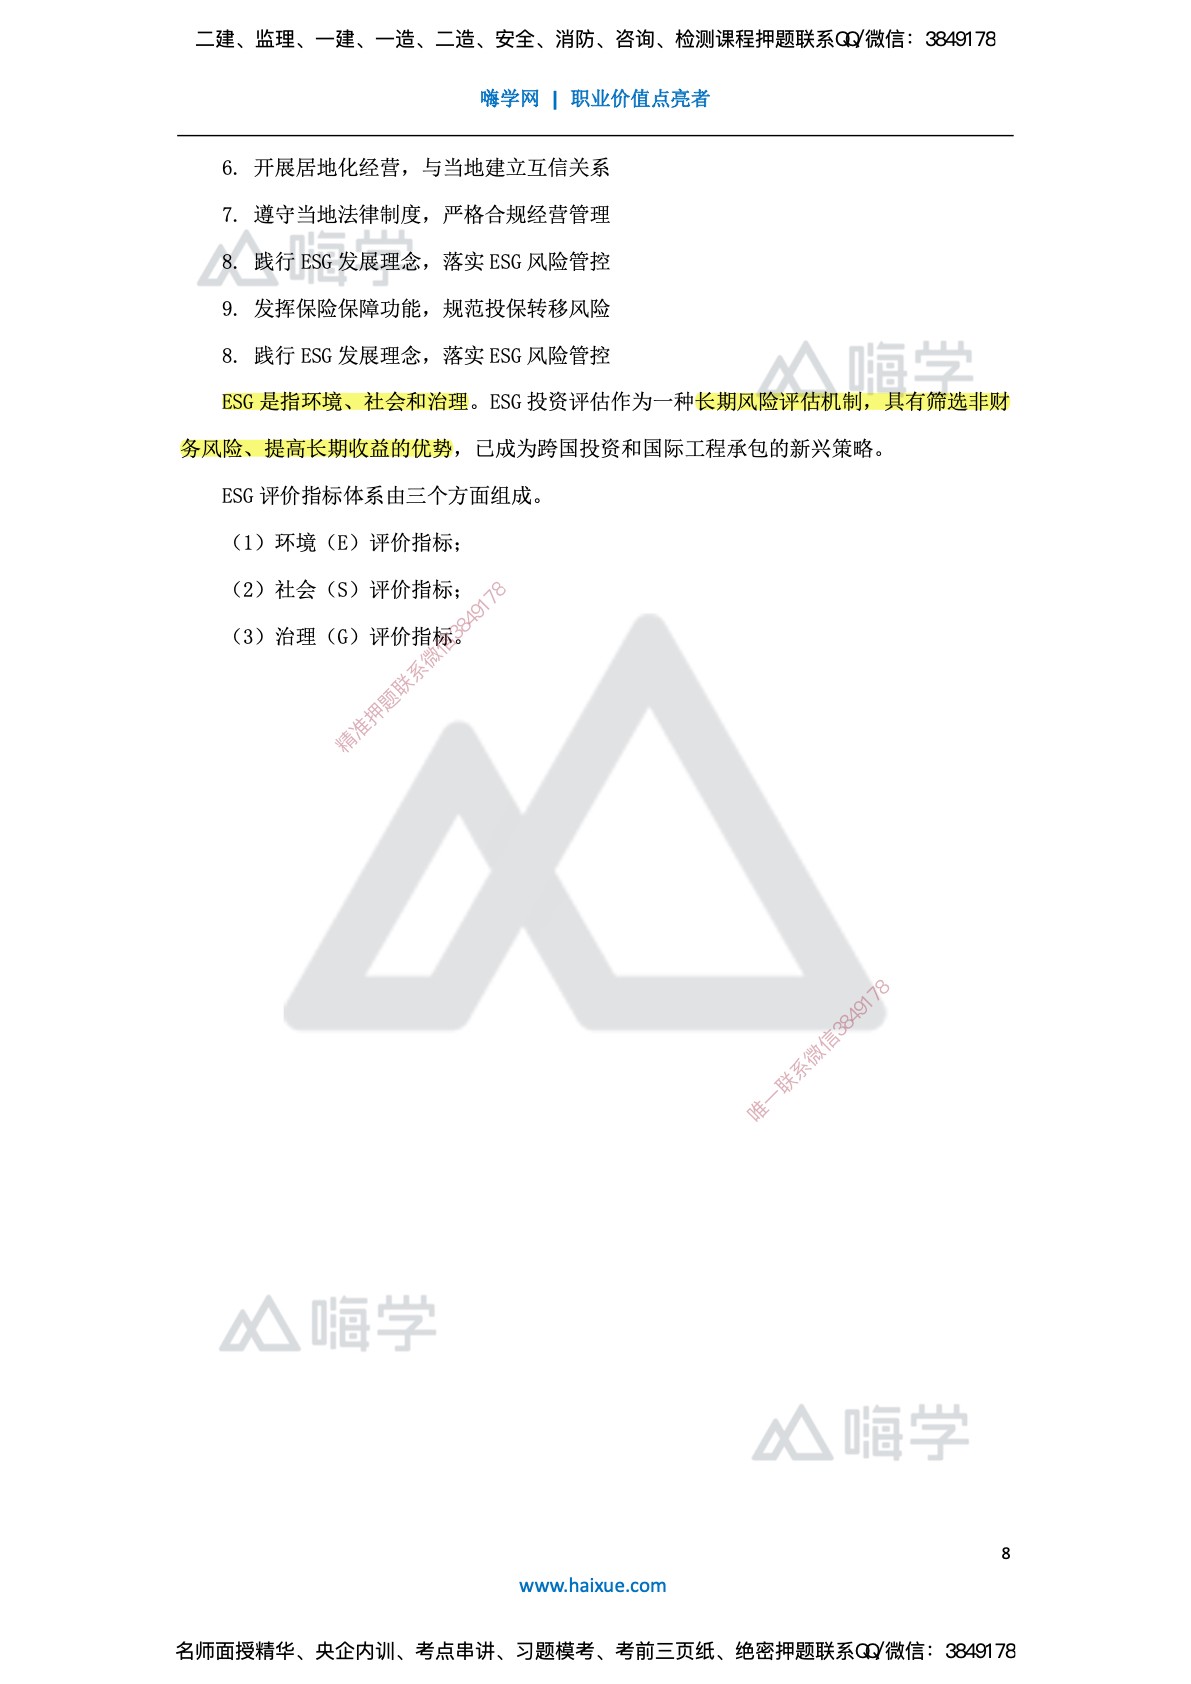 二建、监理、一建、一造、二造、安全、消防、咨询、检测课程押题联系QQ/微信：3849178
嗨学网 | 职业价值点亮者
6. 开展居地化经营，与当地建立互信关系
7. 遵守当地法律制度，严格合规经营管理
嗨学
8. 践行 ESG 发展理念，落实 ESG 风险管控
9. 发挥保险保障功能，规范投保转移风险
8. 践行 ESG 发展理念，落实 ESG 风险管控
嗨学
ESG 是指环境、社会和治理。ESG 投资评估作为一种长期风险评估机制，具有筛选非财
务风险、提高长期收益的优势，已成为跨国投资和国际工程承包的新兴策略。
ESG 评价指标体系由三个方面组成。
（1）环境（E）评价指标；
（2）社会（S）评价指标；
（3）治理（G）评价指标。
精准押题联系微信3849178
唯一联系微信3849178
嗨学
嗨学
8
www.haixue.com
名师面授精华、央企内训、考点串讲、习题模考、考前三页纸、绝密押题联系QQ/微信：3849178